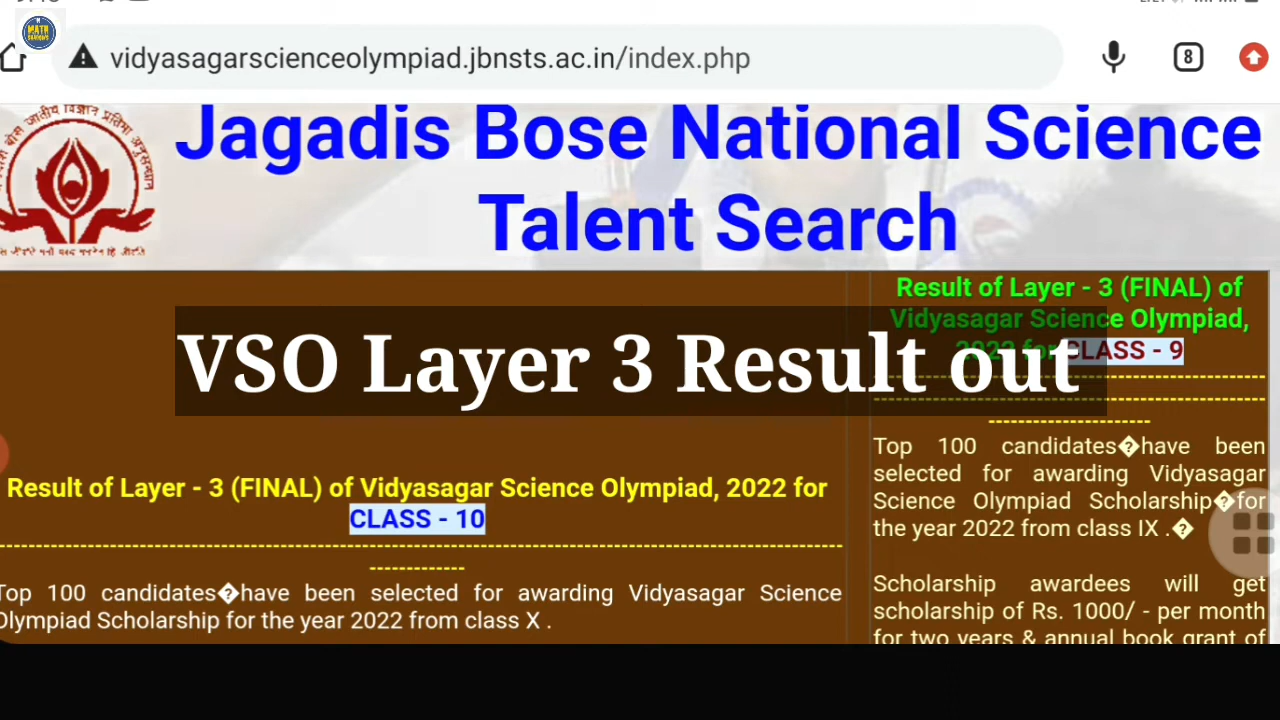 MATH
vidyasagarscienceolympiad.jbnsts.ac.in/index.php
8
Jagadis Bose National Science
Talent Search
VSO Layer 3 Result out
Result of Layer - 3 (FINAL) of Vidyasagar Science Olympiad, 2022 for
CLASS - 10
Top 100 candidates�have been selected for awarding Vidyasagar Science
Olympiad Scholarship for the year 2022 from class X .
Result of Layer - 3 (FINAL) of
Vidyasagar Science Olympiad,
2022 for CLASS - 9
Top 100 candidates�have been
selected for awarding Vidyasagar
Science Olympiad Scholarship�for
the year 2022 from class IX .�
Scholarship awardees will get
scholarship of Rs. 1000/ - per month
for two years & annual book grant of